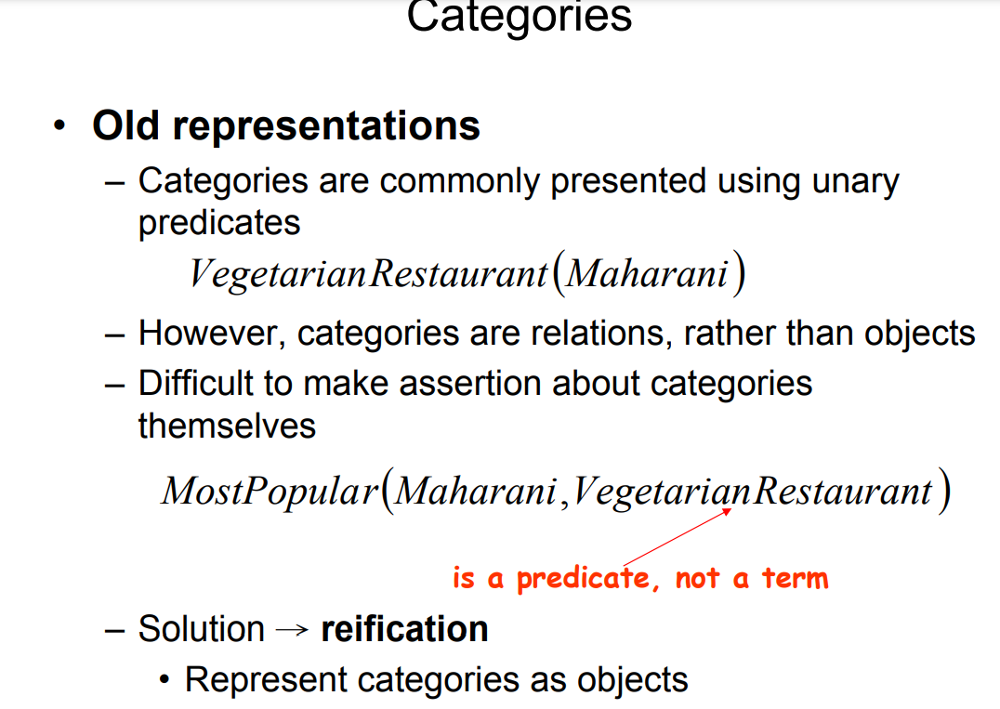 Categories
• Old representations
– Categories are commonly presented using unary
predicates
VegetarianRestaurant(Maharani)
– However, categories are relations, rather than objects
– Difficult to make assertion about categories
themselves
MostPopular(Maharani,VegetarianRestaurant)
is a predicate, not a term
– Solution → reification
• Represent categories as objects